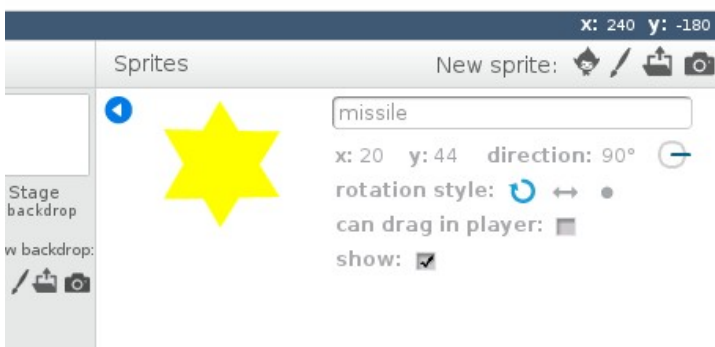 x: 240 y: -180
Sprites
New sprite:
missile
x: 20 y: 44 direction: 90°
rotation style:
can drag in player:
show:
Stage
backdrop
w backdrop: